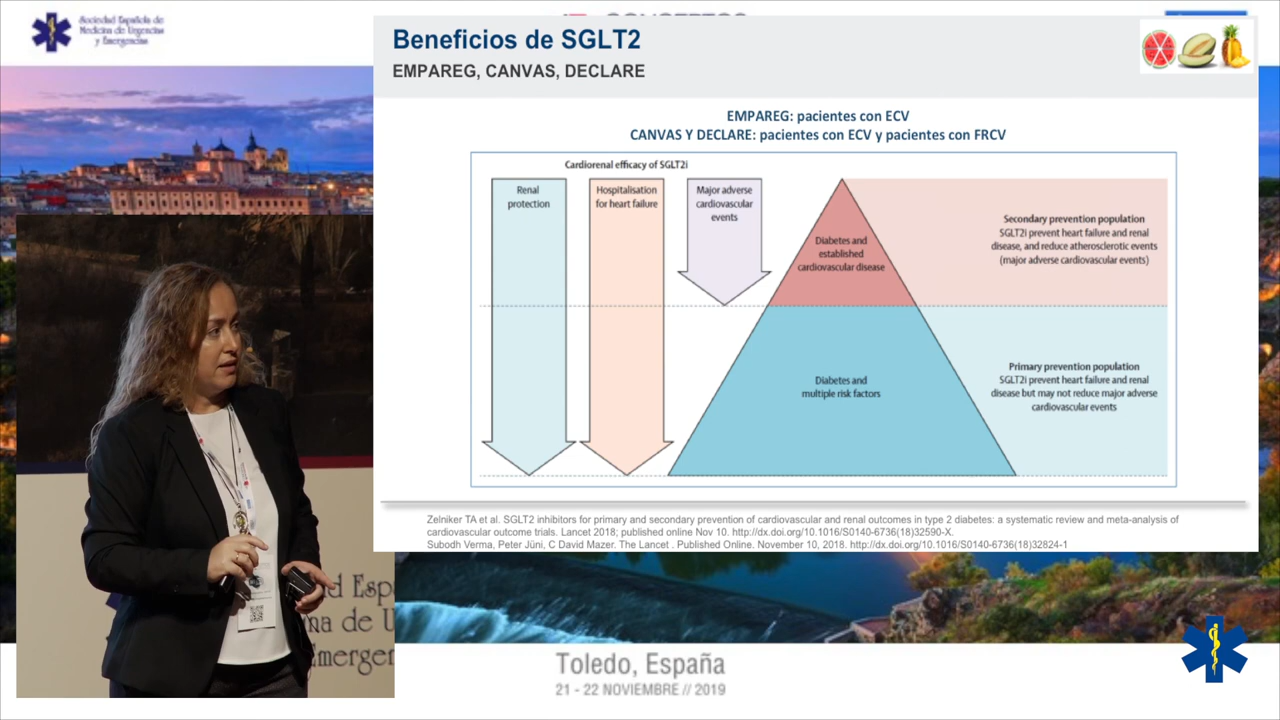 Sociedad Española de
Medicina de Urgencias
y Emergencias
Beneficios de SGLT2
EMPAREG, CANVAS, DECLARE
EMPAREG: pacientes con ECV
CANVAS Y DECLARE: pacientes con ECV y pacientes con FRCV
Cardiorenal efficacy of SGLT2i
Renal
protection
Hospitalisation
for heart failure
Major adverse
cardiovascular
events
Diabetes and
established
cardiovascular disease
Secondary prevention population
SGLT2i prevent heart failure and renal
disease, and reduce atherosclerotic events
(major adverse cardiovascular events)
Diabetes and
multiple risk factors
Primary prevention population
SGLT2i prevent heart failure and renal
disease but may not reduce major adverse
cardiovascular events
Zelniker TA et al. SGLT2 inhibitors for primary and secondary prevention of cardiovascular and renal outcomes in type 2 diabetes: a systematic review and meta-analysis of
cardiovascular outcome trials. Lancet 2018; published online Nov 10. http://dx.doi.org/10.1016/S0140-6736(18)32590-X.
Subodh Verma, Peter Jüni, C David Mazer. The Lancet . Published Online. November 10, 2018. http://dx.doi.org/10.1016/S0140-6736(18)32824-1
d Esp
na de U
Emergen
Toledo, España
21 - 22 NOVIEMBRE // 2019